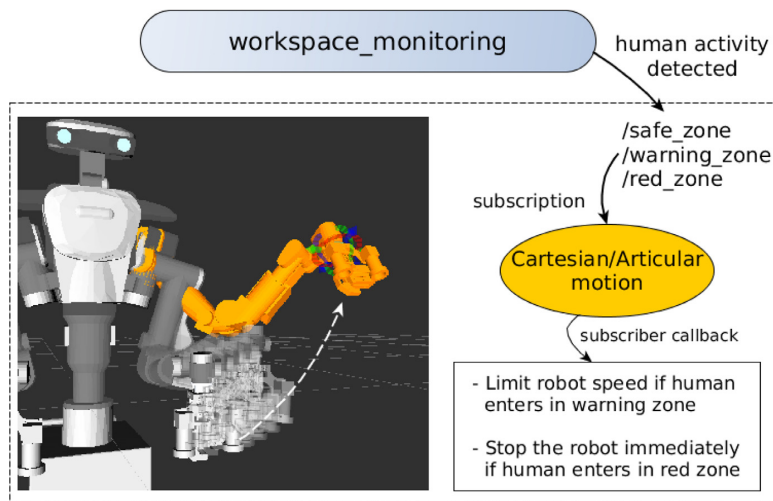 workspace_monitoring
human activity
detected
/safe_zone
/warning_zone
/red_zone
subscription
Cartesian/Articular
motion
subscriber callback
- Limit robot speed if human
enters in warning zone
- Stop the robot immediately
if human enters in red zone